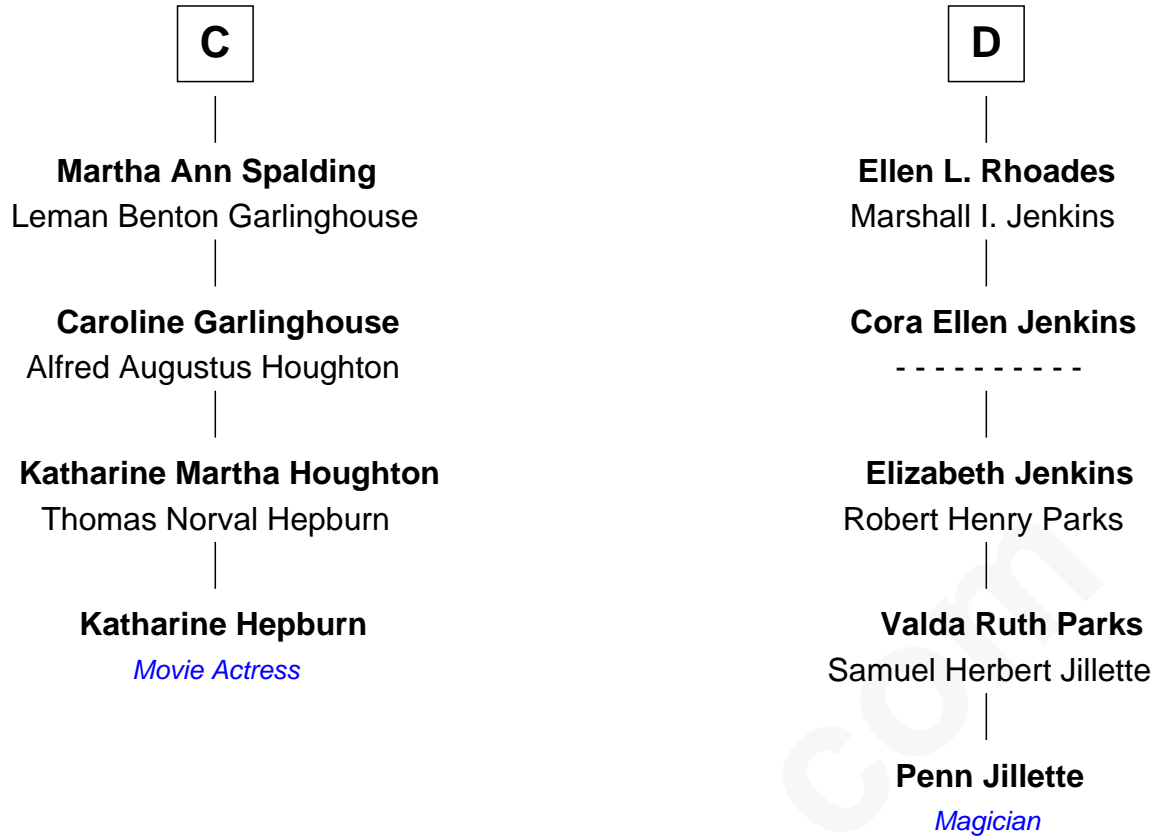 C
Martha Ann Spalding
Leman Benton Garlinghouse
Caroline Garlinghouse
Alfred Augustus Houghton
Katharine Martha Houghton
Thomas Norval Hepburn
Katharine Hepburn
Movie Actress
D
Ellen L. Rhoades
Marshall I. Jenkins
Cora Ellen Jenkins
- - - - - - - - - -
Elizabeth Jenkins
Robert Henry Parks
Valda Ruth Parks
Samuel Herbert Jillette
Penn Jillette
Magician
com